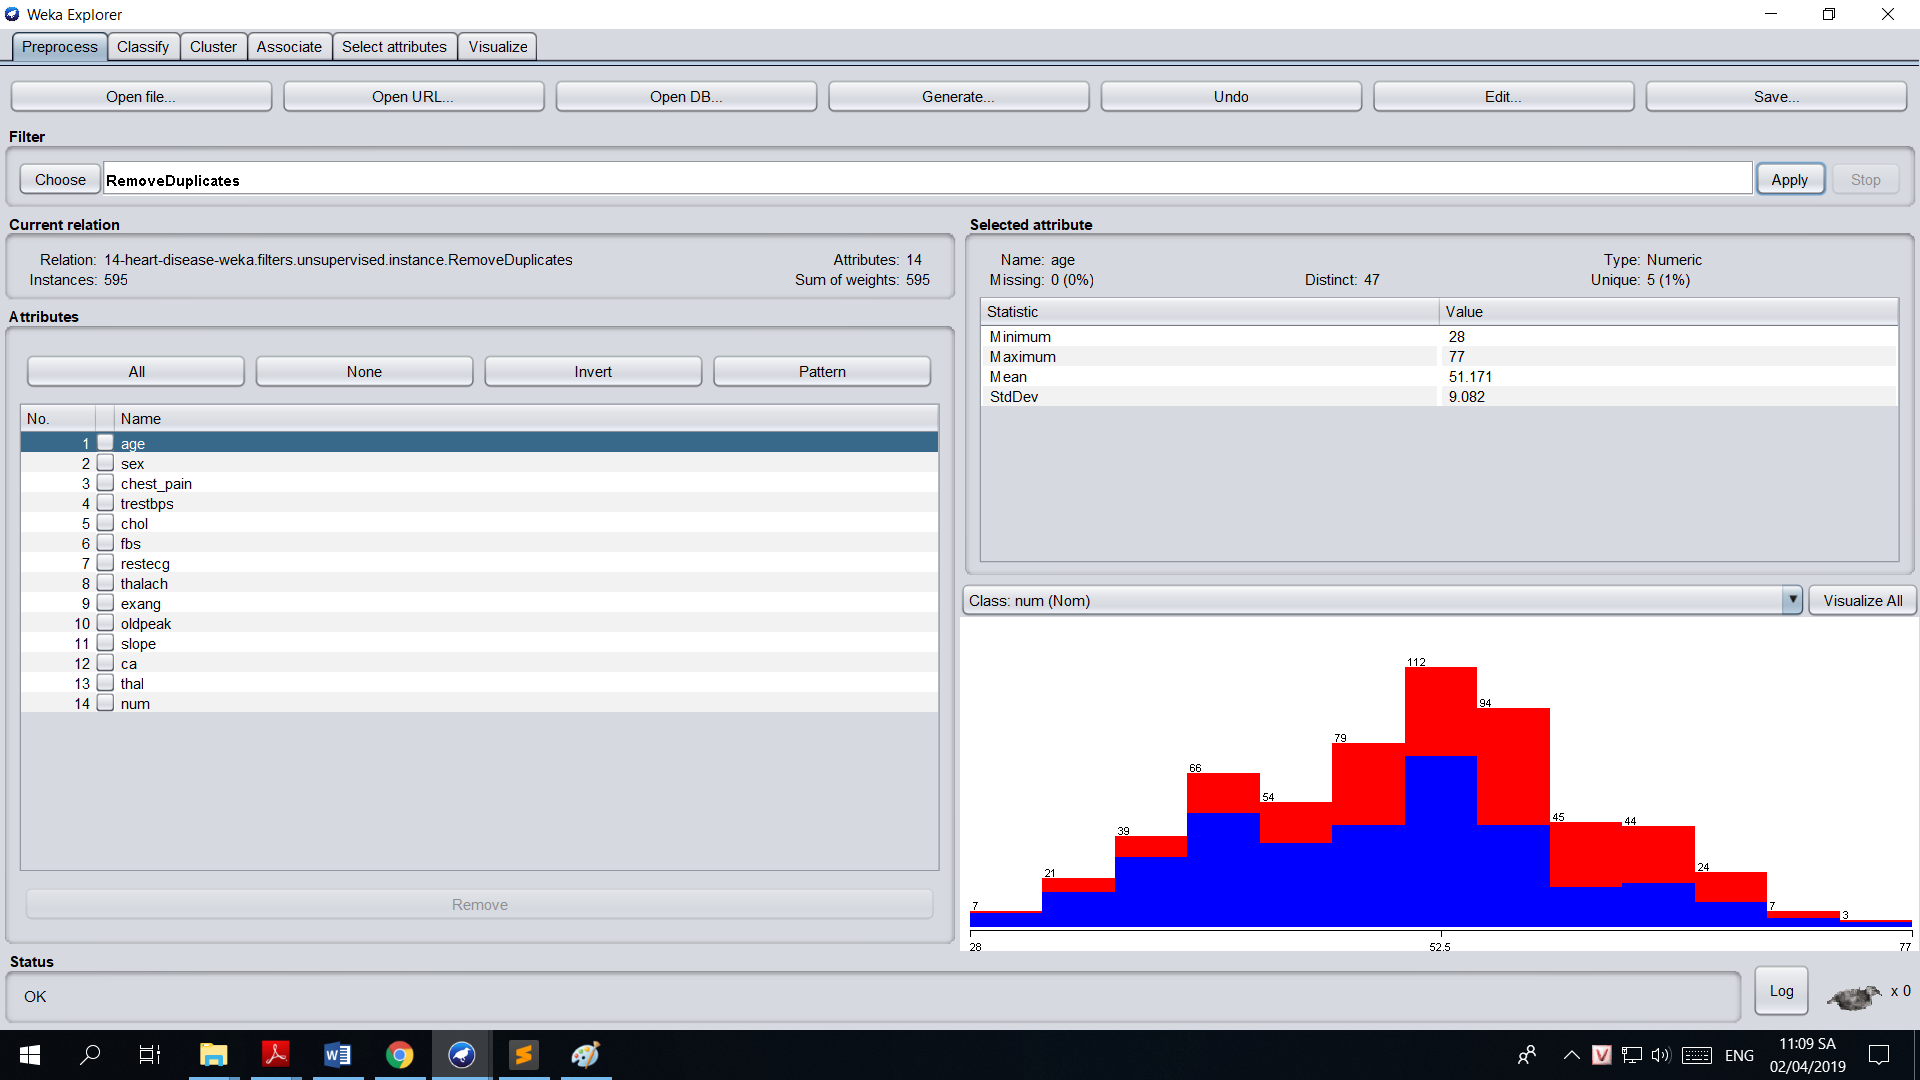 Weka Explorer
Preprocess Classify Cluster Associate Select attributes Visualize
Open file... Open URL... Open DB... Generate... Undo Edit... Save...
Filter
Choose RemoveDuplicates Apply Stop
Current relation
Relation: 14-heart-disease-weka.filters.unsupervised.instance.RemoveDuplicates Attributes: 14
Instances: 595 Sum of weights: 595
Attributes
All None Invert Pattern
No. Name
1 age
2 sex
3 chest_pain
4 trestbps
5 chol
6 fbs
7 restecg
8 thalach
9 exang
10 oldpeak
11 slope
12 ca
13 thal
14 num
Remove
Selected attribute
Name: age Type: Numeric
Missing: 0 (0%) Distinct: 47 Unique: 5 (1%)
Statistic Value
Minimum 28
Maximum 77
Mean 51.171
StdDev 9.082
Class: num (Nom) Visualize All
7 21 39 66 54 79 112 94 45 44 24 7 3
28 52.5 77
Status
OK Log x 0
ENG
11:09 SA
02/04/2019